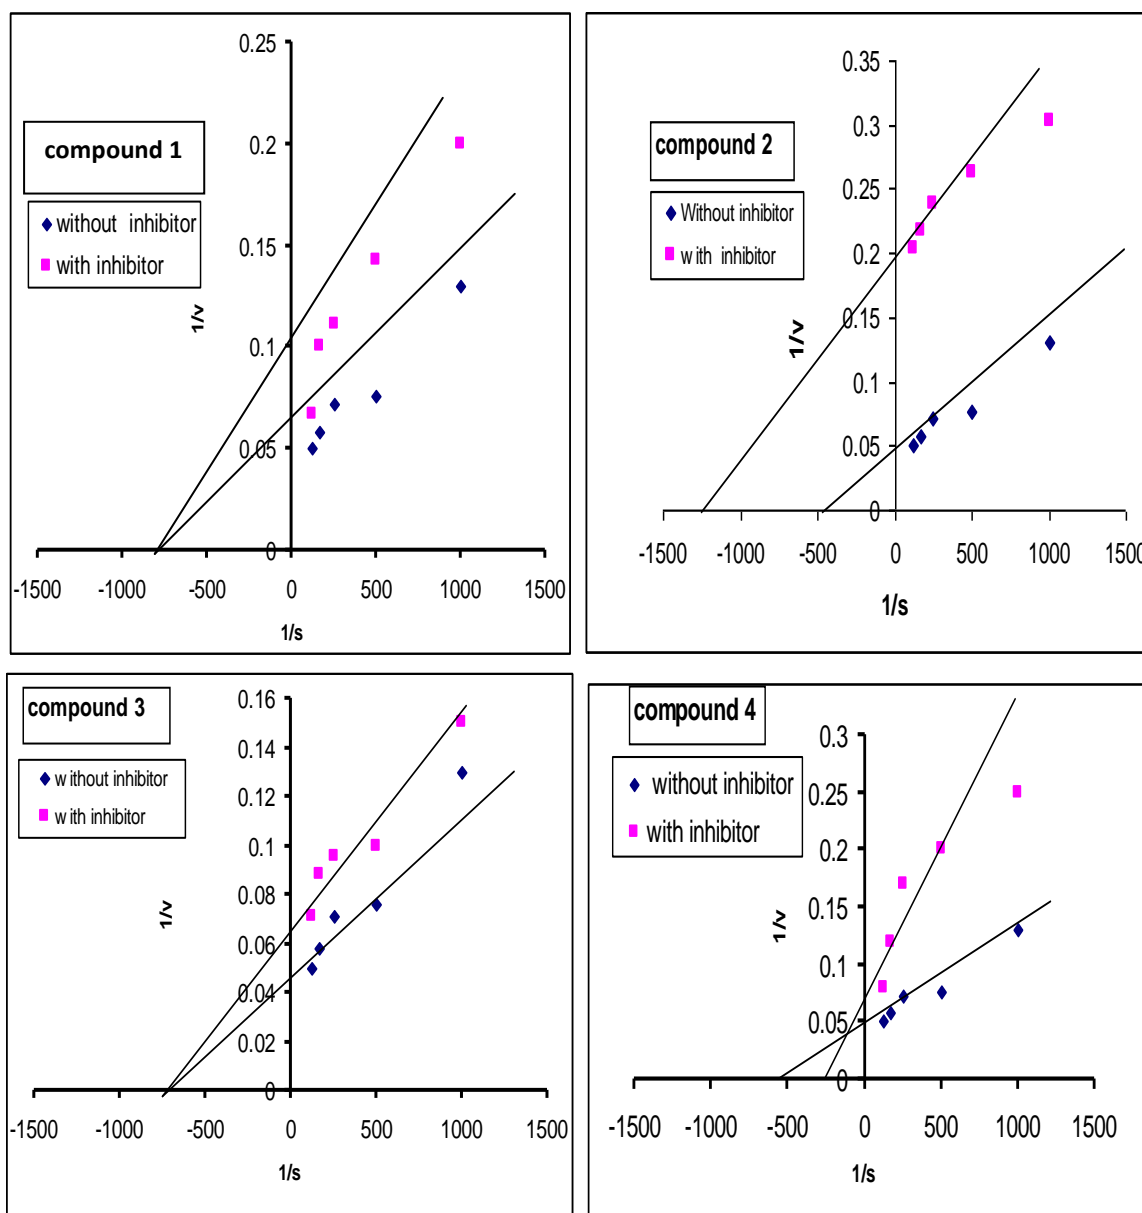 0.25
compound 1
0.2
without inhibitor
with inhibitor
0.15
1/v
0.1
0.05
0
-1500 -1000 -500 0 500 1000 1500
1/s
0.35
compound 2
0.3
Without inhibitor
with inhibitor
0.25
0.2
0.15
1/v
0.1
0.05
0
-1500 -1000 -500 0 500 1000 1500
1/s
compound 3
0.16
0.14
without inhibitor
with inhibitor
0.12
0.1
0.08
1/v
0.06
0.04
0.02
0
-1500 -1000 -500 0 500 1000 1500
1/s
compound 4
0.3
without inhibitor
with inhibitor
0.25
0.2
0.15
1/v
0.1
0.05
0
-1500 -1000 -500 0 500 1000 1500
1/s